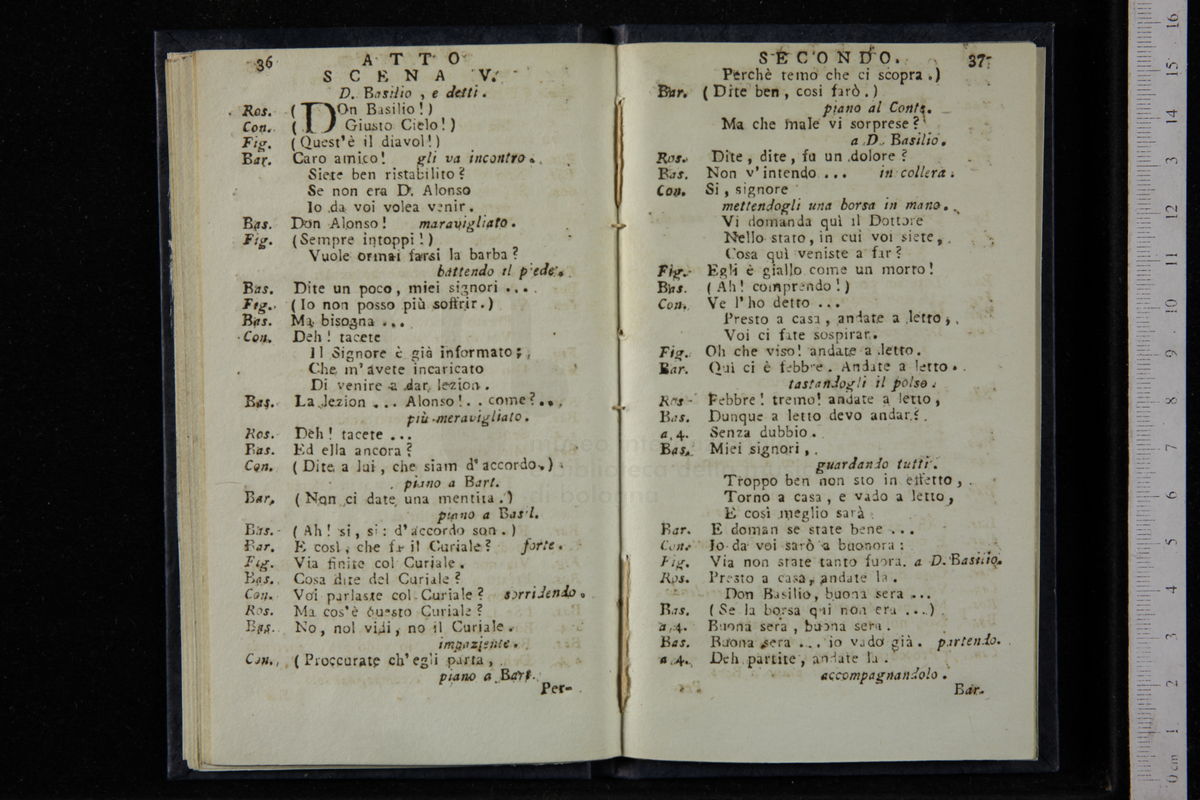 36 ATTO
SCENA V.
D. Basilio, e detti.
Ros. ( DOn Basilio!)
Con. ( Giusto Cielo!)
Fig. (Quest'è il diavol!)
Bar. Caro amico! gli va incontro.
Siete ben ristabilito?
Se non era D. Alonso
Io da voi volea venir.
Bas. Don Alonso! maravigliato.
Fig. (Sempre intoppi!)
Vuole ormai farsi la barba?
battendo il piede.
Bas. Dite un poco, miei signori ...
Fig. (Io non posso più soffrir.)
Bas. Ma bisogna ...
Con. Deh! tacete
Il Signore è già informato;
Che m'avete incaricato
Di venire a dar lezion.
Bas. La lezion ... Alonso!.. come?..
più meravigliato.
Ros. Deh! tacete ...
Bas. Ed ella ancora?
Con. (Dite a lui, che siam d'accordo.)
piano a Bart.
Bar. (Non ci date una mentita.)
piano a Basil.
Bas. (Ah! si, si: d'accordo son.)
Bar. E così, che fa il Curiale? forte.
Fig. Via finite col Curiale.
Bas. Cosa dite del Curiale?
Con. Voi parlaste col Curiale? sorridendo.
Ros. Ma cos'è questo Curiale?
Bas. No, nol vidi, no il Curiale.
impaziente.
Con. (Proccurate ch'egli parta,
piano a Bart.
Per-
SECONDO. 37
Perchè temo che ci scopra.)
Bar. (Dite ben, cosi farò.)
piano al Conte.
Ma che male vi sorprese?
a D. Basilio.
Ros. Dite, dite, fu un dolore?
Bas. Non v'intendo ... in collera.
Con. Si, signore
mettendogli una borsa in mano.
Vi domanda quì il Dottore
Nello stato, in cui voi siete,
Cosa quì veniste a far?
Fig. Egli è giallo come un morto!
Bas. (Ah! comprendo!)
Con. Ve l'ho detto ...
Presto a casa, andate a letto,
Voi ci fate sospirar.
Fig. Oh che viso! andate a letto.
Bar. Quì ci è febbre. Andate a letto.
tastandogli il polso.
Ros. Febbre! tremo! andate a letto,
Bas. Dunque a letto devo andar?
a 4. Senza dubbio.
Bas. Miei signori,
guardando tutti.
Troppo ben non sto in effetto,
Torno a casa, e vado a letto,
E così meglio sarà.
Bar. E doman se state bene ...
Con. Io da voi sarò a buonora:
Fig. Via non state tanto fuora. a D. Basilio.
Ros. Presto a casa, andate la.
Don Basilio, buona sera ...
Bas. (Se la borsa qui non era ...)
a 4. Buona sera, buona sera.
Bas. Buona sera ... io vado già. partendo.
a 4. Deh partite, andate la.
accompagnandolo.
Bar-